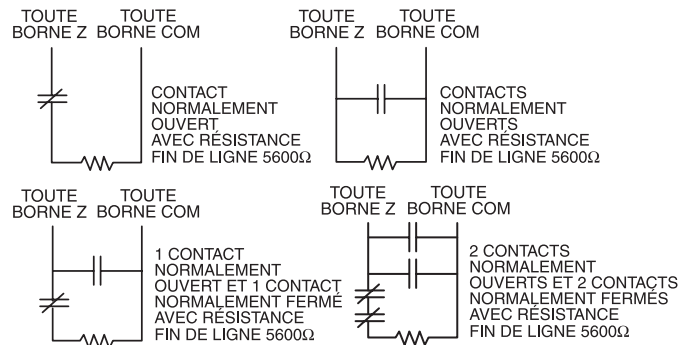 TOUTE
BORNE Z
TOUTE
BORNE COM
CONTACT
NORMALEMENT
OUVERT
AVEC RÉSISTANCE
FIN DE LIGNE 5600Ω
TOUTE
BORNE Z
TOUTE
BORNE COM
CONTACTS
NORMALEMENT
OUVERTS
AVEC RÉSISTANCE
FIN DE LIGNE 5600Ω
TOUTE
BORNE Z
TOUTE
BORNE COM
1 CONTACT
NORMALEMENT
OUVERT ET 1 CONTACT
NORMALEMENT FERMÉ
AVEC RÉSISTANCE
FIN DE LIGNE 5600Ω
TOUTE
BORNE Z
TOUTE
BORNE COM
2 CONTACTS
NORMALEMENT
OUVERTS ET 2 CONTACTS
NORMALEMENT FERMÉS
AVEC RÉSISTANCE
FIN DE LIGNE 5600Ω